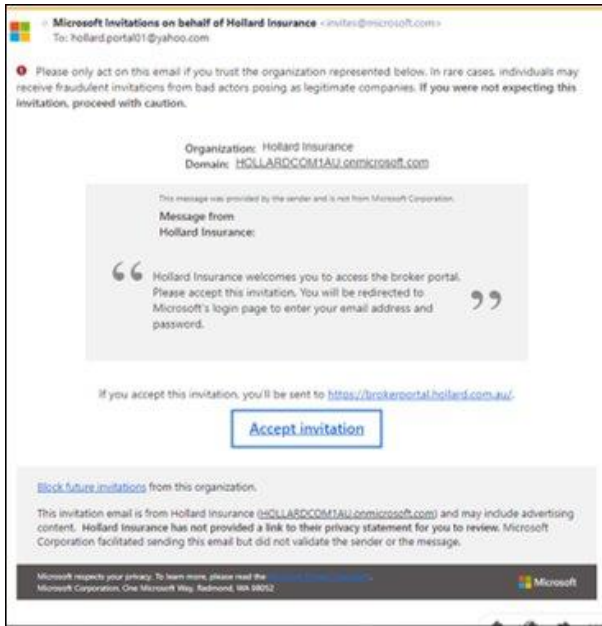 Microsoft Invitations on behalf of Hollard Insurance <invites@microsoft.com>
To: hollard.portal01@yahoo.com
Please only act on this email if you trust the organization represented below. In rare cases, individuals may
receive fraudulent invitations from bad actors posing as legitimate companies. If you were not expecting this
invitation, proceed with caution.
Organization: Hollard Insurance
Domain: HOLLARDCOM1AU.onmicrosoft.com
This message was provided by the sender and is not from Microsoft Corporation.
Message from
Hollard Insurance:
“ Hollard Insurance welcomes you to access the broker portal.
Please accept this invitation. You will be redirected to
Microsoft's login page to enter your email address and
password. ”
If you accept this invitation, you'll be sent to https://brokerportal.hollard.com.au/.
Accept invitation
Block future invitations from this organization.
This invitation email is from Hollard Insurance (HOLLARDCOM1AU.onmicrosoft.com) and may include advertising
content. Hollard Insurance has not provided a link to their privacy statement for you to review. Microsoft
Corporation facilitated sending this email but did not validate the sender or the message.
Microsoft respects your privacy. To learn more, please read the
Microsoft Corporation, One Microsoft Way, Redmond, WA 98052
Microsoft